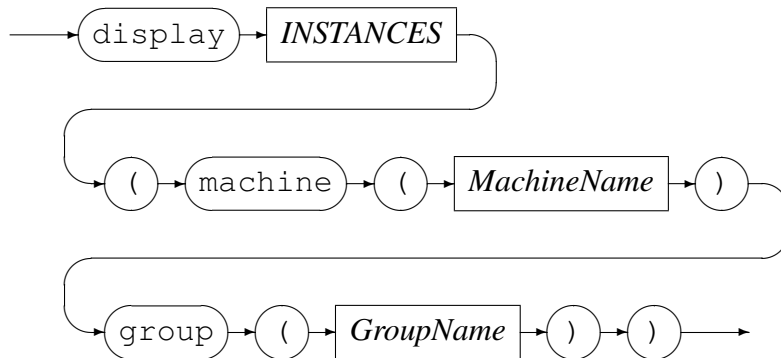 display INSTANCES
( machine ( MachineName )
group ( GroupName ) )